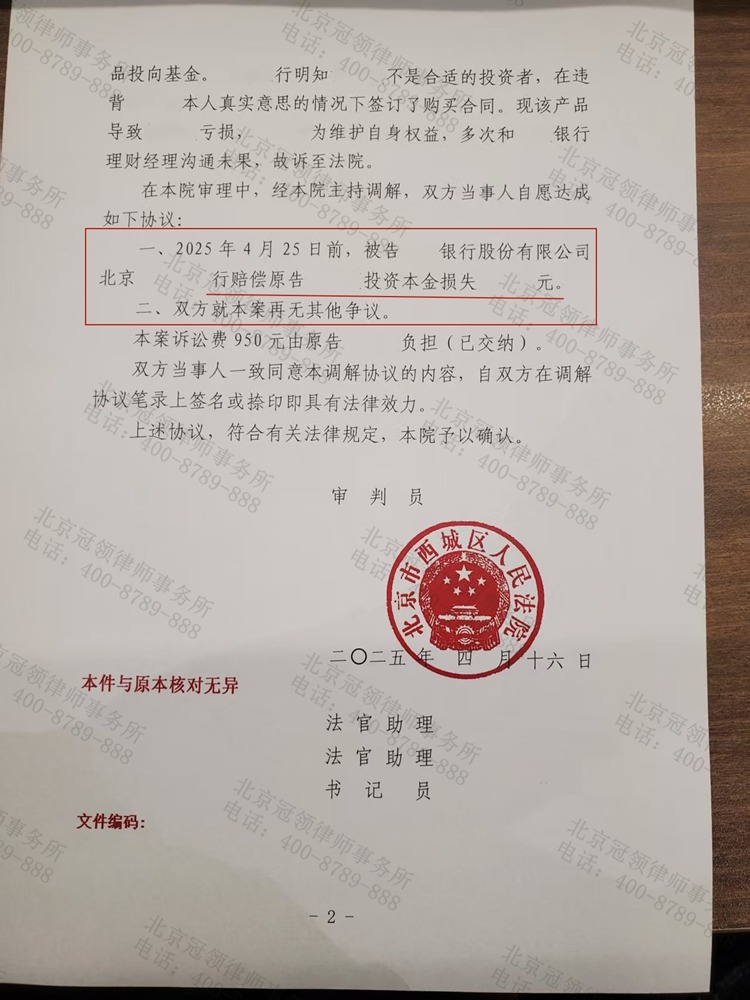 品投向基金。 行明知 不是合适的投资者，在违
背 本人真实意思的情况下签订了购买合同。现该产品
导致 亏损， 为维护自身权益，多次和 银行
理财经理沟通未果，故诉至法院。
在本院审理中，经本院主持调解，双方当事人自愿达成
如下协议：
一、2025年4月25日前，被告 银行股份有限公司
北京 行赔偿原告 投资本金损失 元。
二、双方就本案再无其他争议。
本案诉讼费950元由原告 负担（已交纳）。
双方当事人一致同意本调解协议的内容，自双方在调解
协议笔录上签名或捺印即具有法律效力。
上述协议，符合有关法律规定，本院予以确认。
审 判 员
北京市西城区人民法院
二〇二五年 四 月十六日
本件与原本核对无异
法 官 助 理
法 官 助 理
书 记 员
文件编码：
- 2 -
北京冠领律师事务所
电话：400-8789-888